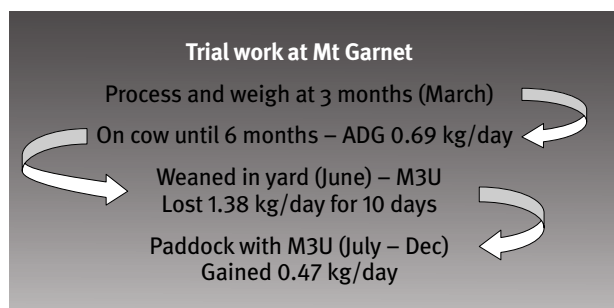 Trial work at Mt Garnet
Process and weigh at 3 months (March)
On cow until 6 months – ADG 0.69 kg/day
Weaned in yard (June) – M3U
Lost 1.38 kg/day for 10 days
Paddock with M3U (July – Dec)
Gained 0.47 kg/day